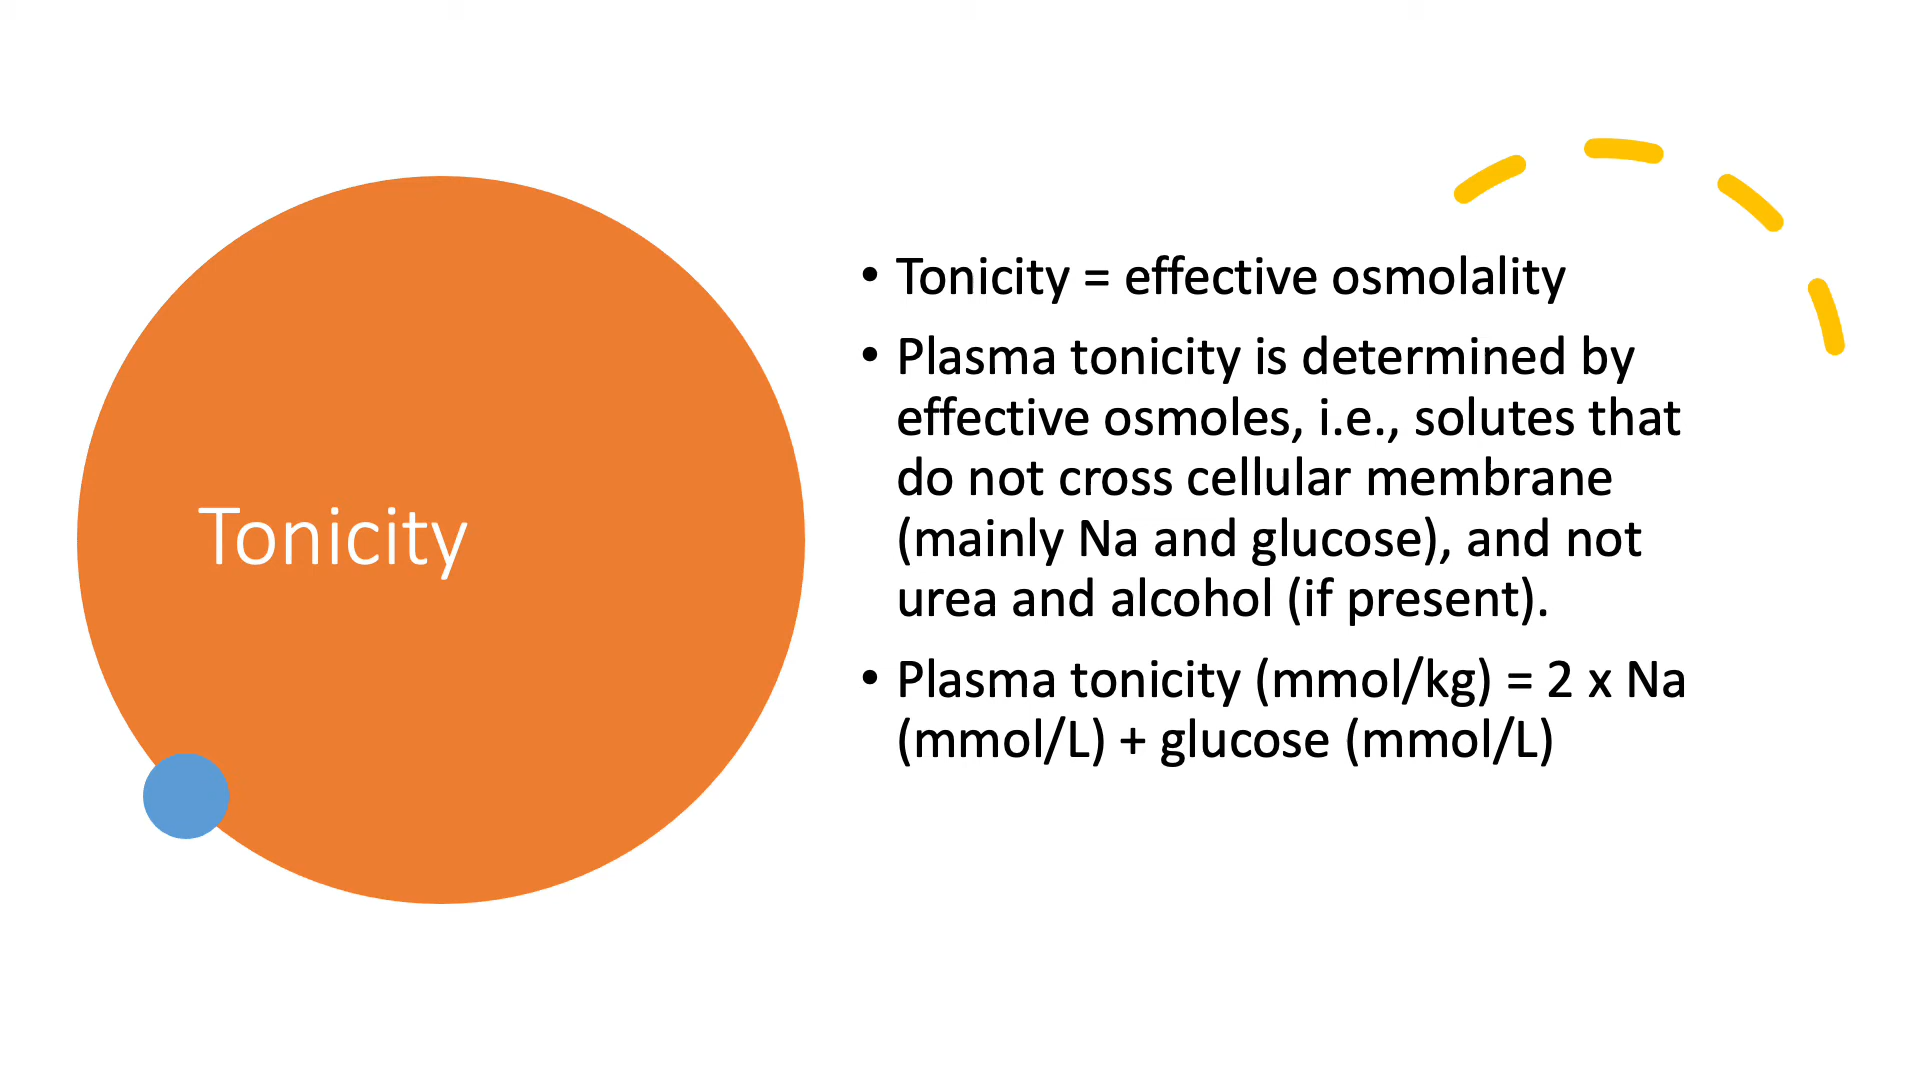 Tonicity
• Tonicity = effective osmolality
• Plasma tonicity is determined by
effective osmoles, i.e., solutes that
do not cross cellular membrane
(mainly Na and glucose), and not
urea and alcohol (if present).
• Plasma tonicity (mmol/kg) = 2 x Na
(mmol/L) + glucose (mmol/L)